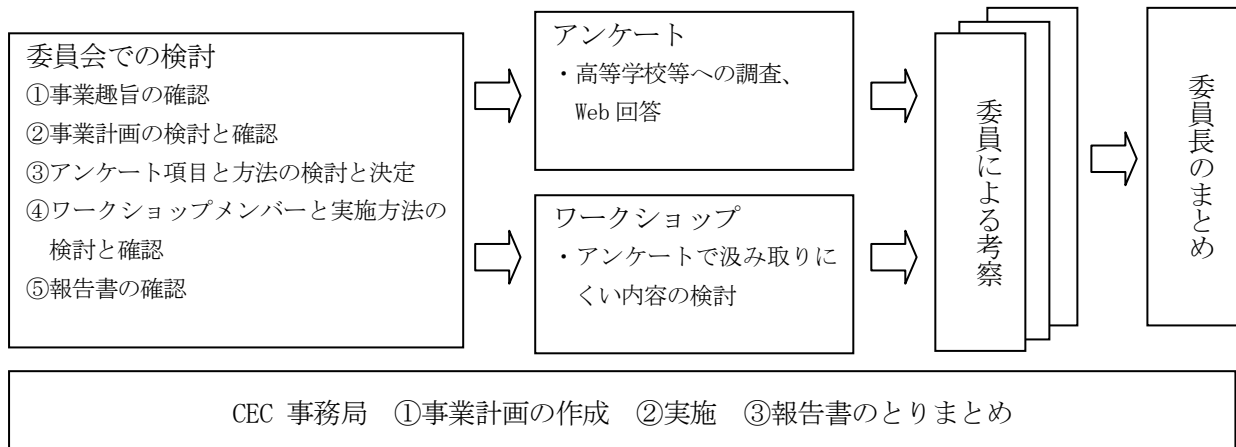 委員会での検討
①事業趣旨の確認
②事業計画の検討と確認
③アンケート項目と方法の検討と決定
④ワークショップメンバーと実施方法の
検討と確認
⑤報告書の確認
アンケート
・高等学校等への調査、
Web 回答
ワークショップ
・アンケートで汲み取りに
くい内容の検討
委員による考察
委員長のまとめ
CEC 事務局 ①事業計画の作成 ②実施 ③報告書のとりまとめ